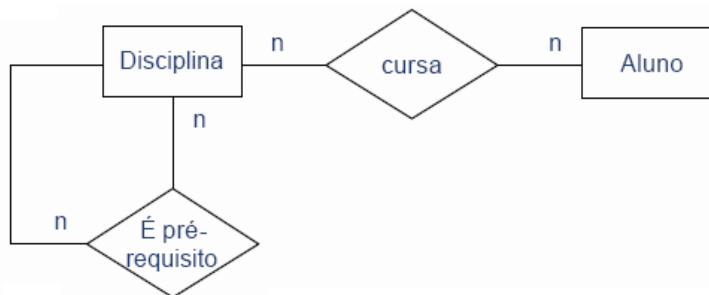 Disciplina
n
cursa
n
Aluno
n
n
É pré-
requisito